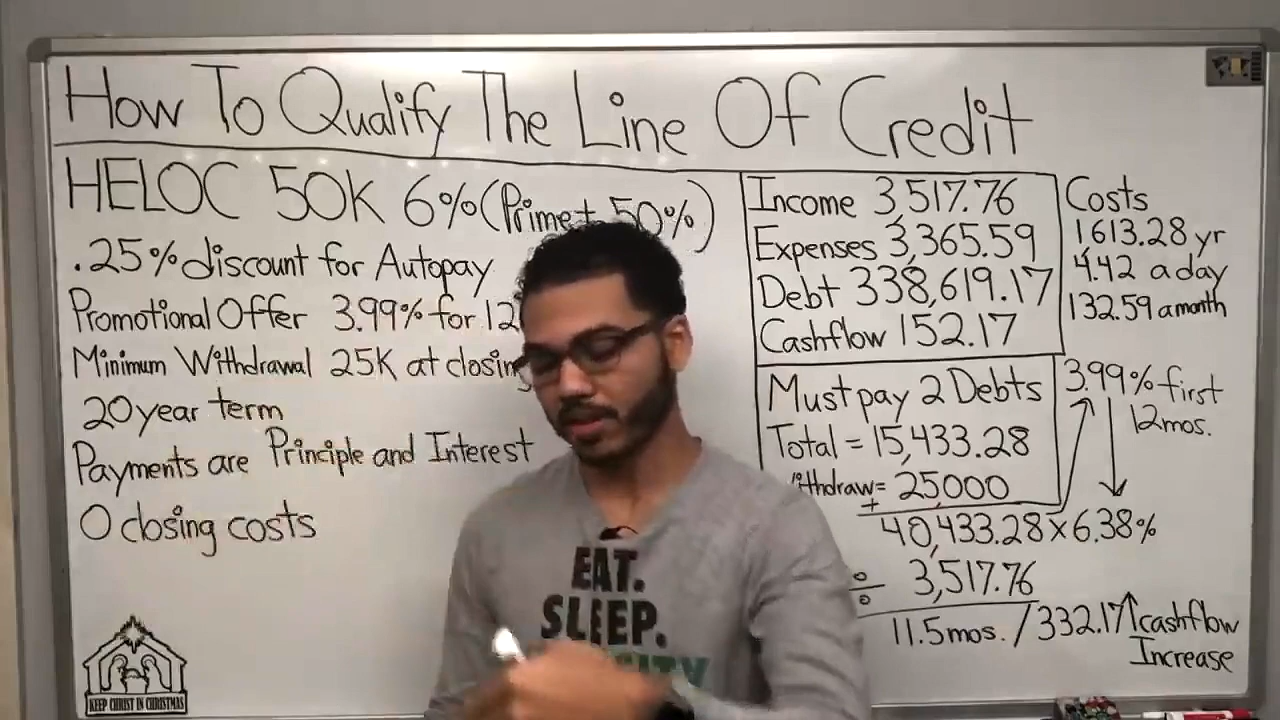 How To Qualify The Line Of Credit
HELOC 50K 6% (Prime + .50%)
.25% discount for Autopay
Promotional Offer 3.99% for 12
Minimum Withdrawal 25K at closing
20 year term
Payments are Principle and Interest
0 closing costs
KEEP CHRIST IN CHRISTMAS
Income 3,517.76
Expenses 3,365.59
Debt 338,619.17
Cashflow 152.17
Costs
1613.28 yr
4.42 a day
132.59 a month
Must pay 2 Debts
Total = 15,433.28
ithdraw = 25000
+
3.99% first
12mos.
40,433.28 x 6.38%
÷ 3,517.76
11.5mos. / 332.17 ↑ cashflow
Increase
EAT.
SLEEP.